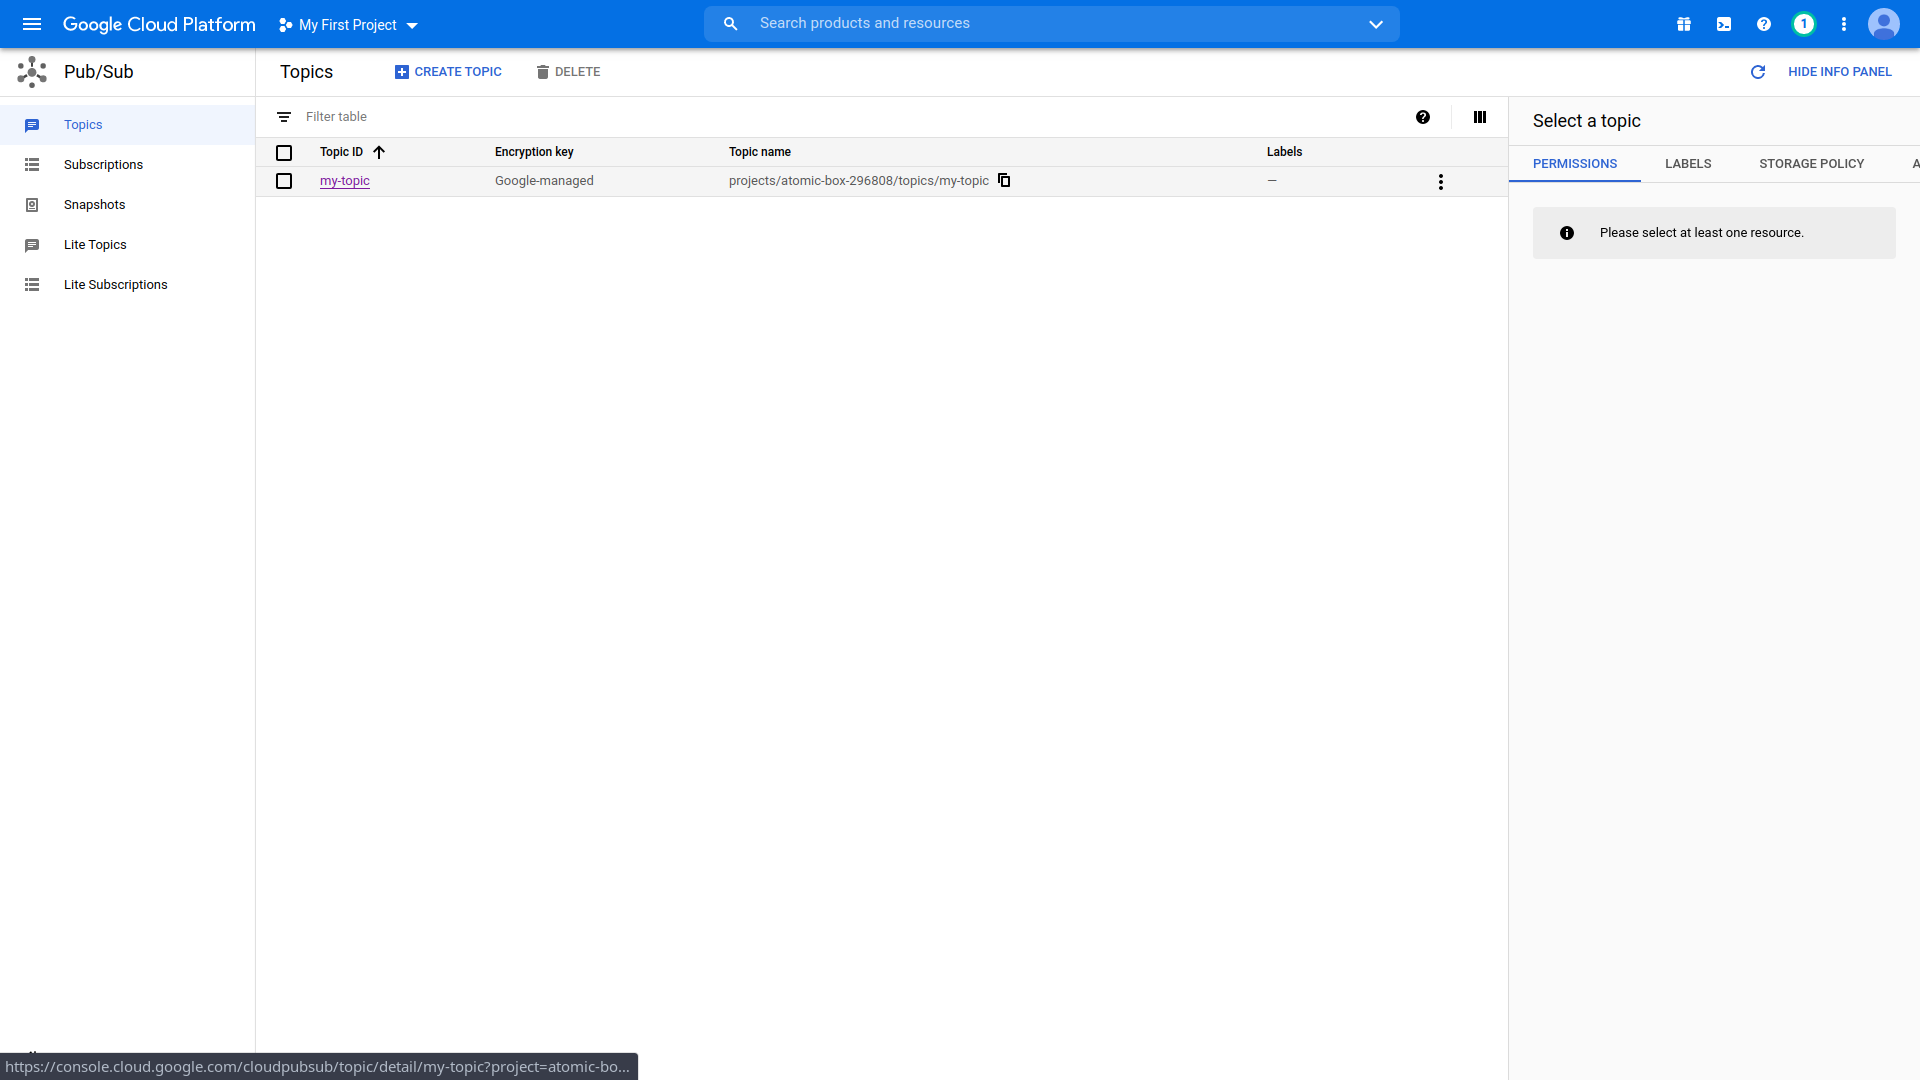 Google Cloud Platform
My First Project
Search products and resources
1
Pub/Sub
Topics
CREATE TOPIC
DELETE
HIDE INFO PANEL
Topics
Subscriptions
Snapshots
Lite Topics
Lite Subscriptions
Filter table
Topic ID
Encryption key
Topic name
Labels
my-topic
Google-managed
projects/atomic-box-296808/topics/my-topic
—
Select a topic
PERMISSIONS
LABELS
STORAGE POLICY
Please select at least one resource.
https://console.cloud.google.com/cloudpubsub/topic/detail/my-topic?project=atomic-bo...